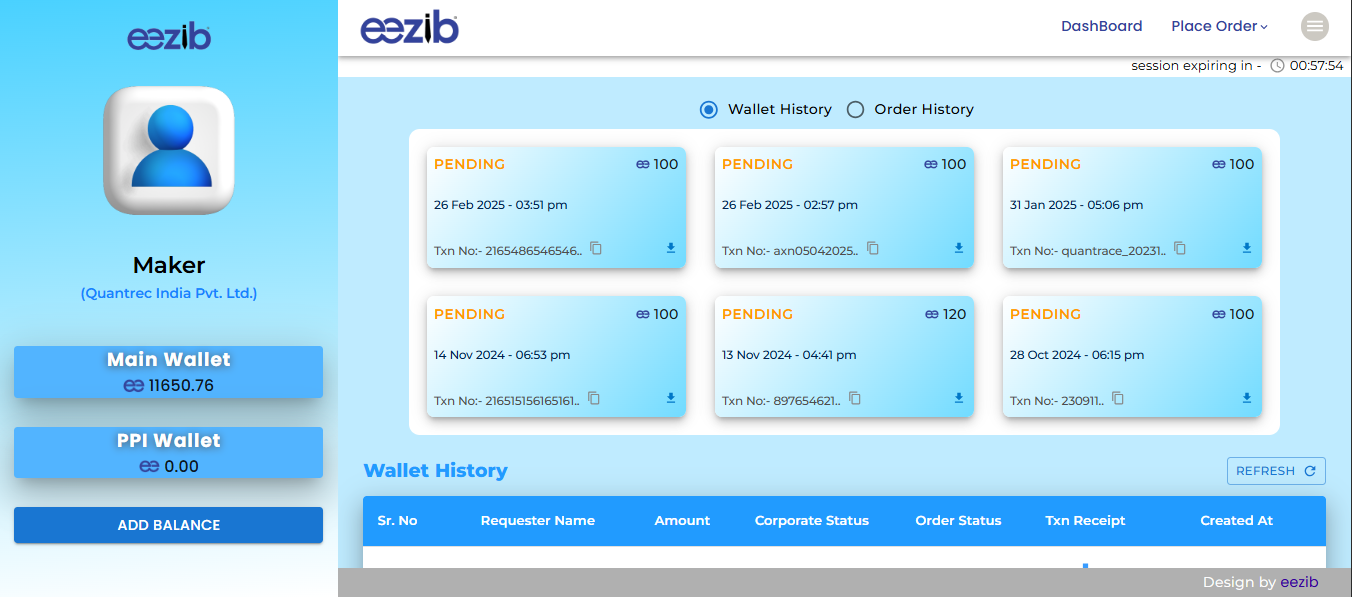 eezib
Maker
(Quantrec India Pvt. Ltd.)
Main Wallet
11650.76
PPI Wallet
0.00
ADD BALANCE
eezib
DashBoard
Place Order
session expiring in - 00:57:54
Wallet History
Order History
PENDING 100
26 Feb 2025 - 03:51 pm
Txn No:- 2165486546546..
PENDING 100
26 Feb 2025 - 02:57 pm
Txn No:- axn05042025..
PENDING 100
31 Jan 2025 - 05:06 pm
Txn No:- quantrace_20231..
PENDING 100
14 Nov 2024 - 06:53 pm
Txn No:- 216515156165161..
PENDING 120
13 Nov 2024 - 04:41 pm
Txn No:- 897654621..
PENDING 100
28 Oct 2024 - 06:15 pm
Txn No:- 230911..
Wallet History
REFRESH
Sr. No Requester Name Amount Corporate Status Order Status Txn Receipt Created At
Design by eezib